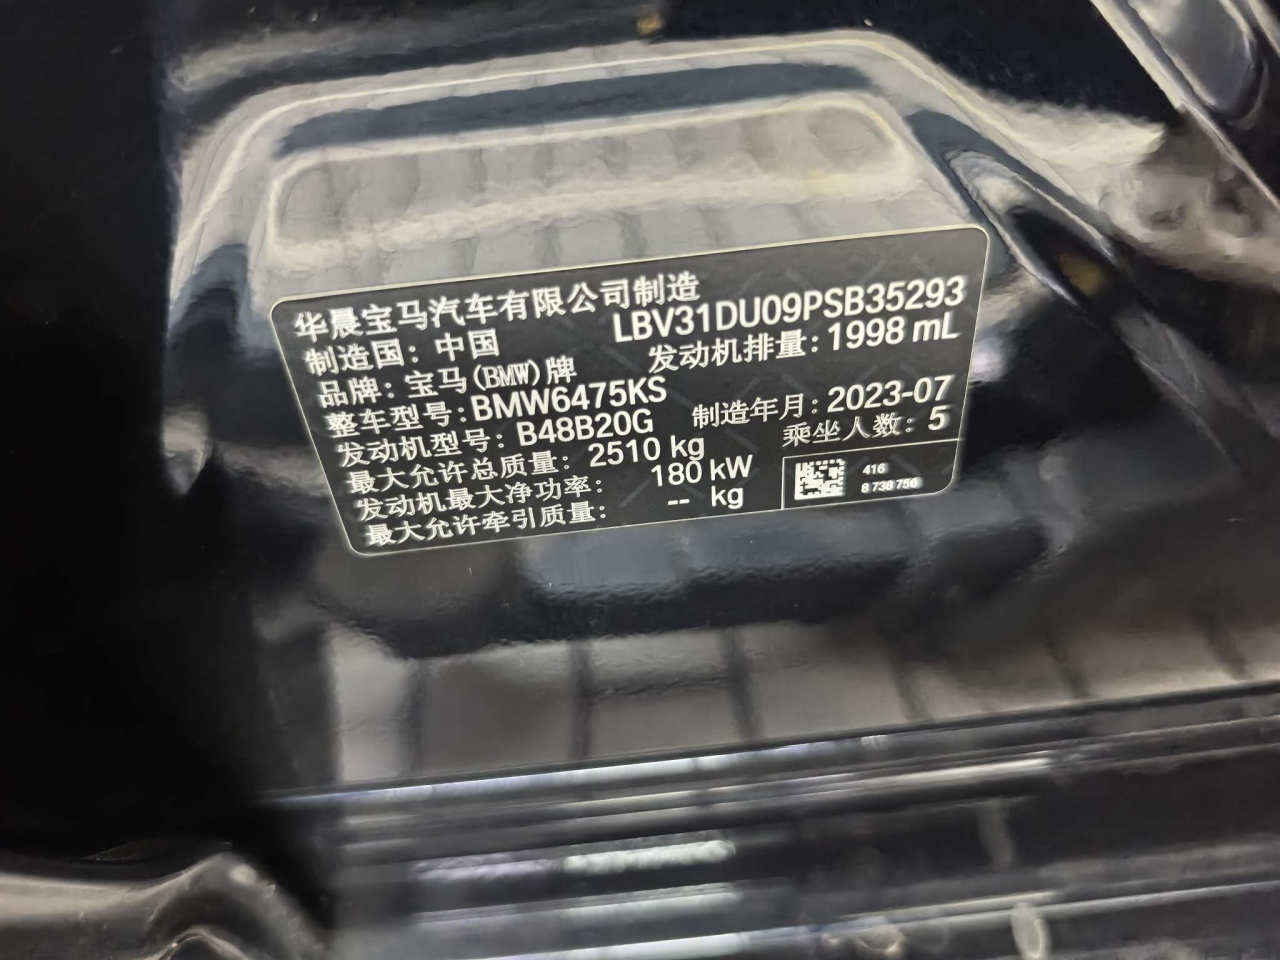 华晨宝马汽车有限公司制造
制造国：中国 LBV31DU09PSB35293
品牌：宝马(BMW)牌 发动机排量：1998 mL
整车型号：BMW6475KS
发动机型号：B48B20G 制造年月：2023-07
最大允许总质量：2510 kg 乘坐人数：5
发动机最大净功率：180 kW
最大允许牵引质量：-- kg
416
8 738 756